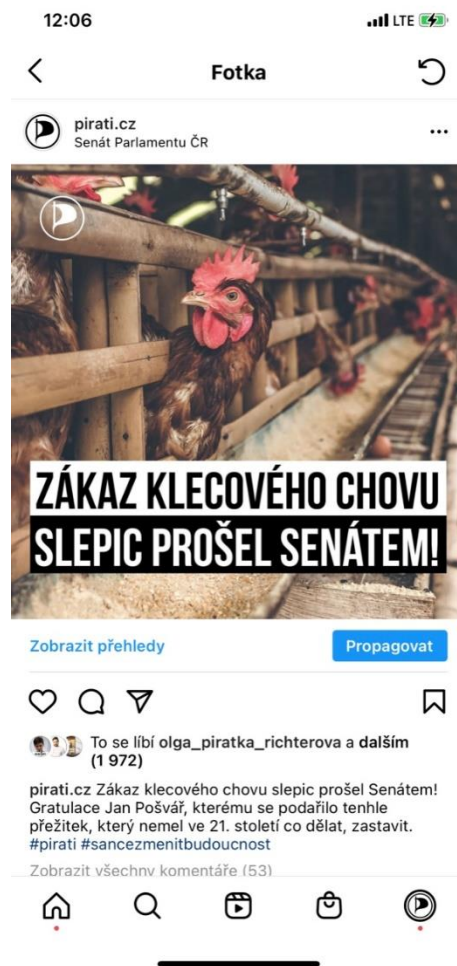 12:06
LTE
Fotka
pirati.cz
Senát Parlamentu ČR
ZÁKAZ KLECOVÉHO CHOVU
SLEPIC PROŠEL SENÁTEM!
Zobrazit přehledy
Propagovat
To se líbí olga_piratka_richterova a dalším
(1 972)
pirati.cz Zákaz klecového chovu slepic prošel Senátem!
Gratulace Jan Pošvář, kterému se podařilo tenhle
přežitek, který nemel ve 21. století co dělat, zastavit.
#pirati #sancezmenitbudoucnost
Zobrazit všechny komentáře (53)